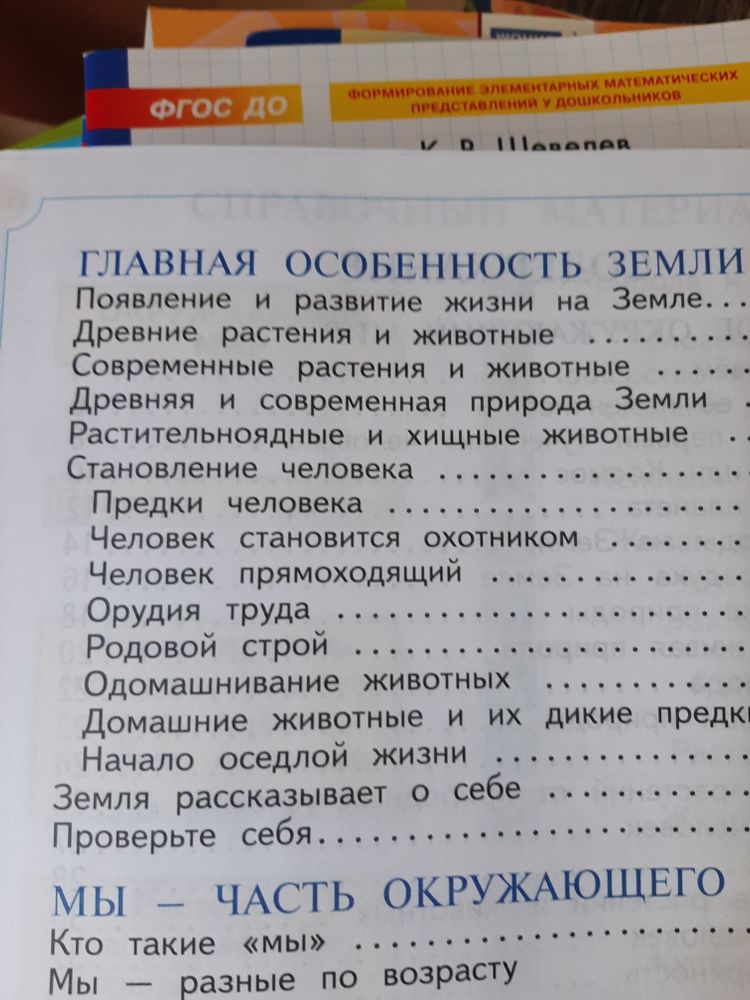 ФГОС ДО
ФОРМИРОВАНИЕ ЭЛЕМЕНТАРНЫХ МАТЕМАТИЧЕСКИХ
ПРЕДСТАВЛЕНИЙ У ДОШКОЛЬНИКОВ
К. В. Шевелев
ГЛАВНАЯ ОСОБЕННОСТЬ ЗЕМЛИ
Появление и развитие жизни на Земле...
Древние растения и животные ..........
Современные растения и животные .......
Древняя и современная природа Земли .
Растительноядные и хищные животные ..
Становление человека ..................
Предки человека .....................
Человек становится охотником ........
Человек прямоходящий ...............
Орудия труда ........................
Родовой строй .......................
Одомашнивание животных ............
Домашние животные и их дикие предки
Начало оседлой жизни ...............
Земля рассказывает о себе ............
Проверьте себя.........................
МЫ – ЧАСТЬ ОКРУЖАЮЩЕГО
Кто такие «мы» .......................
Мы — разные по возрасту